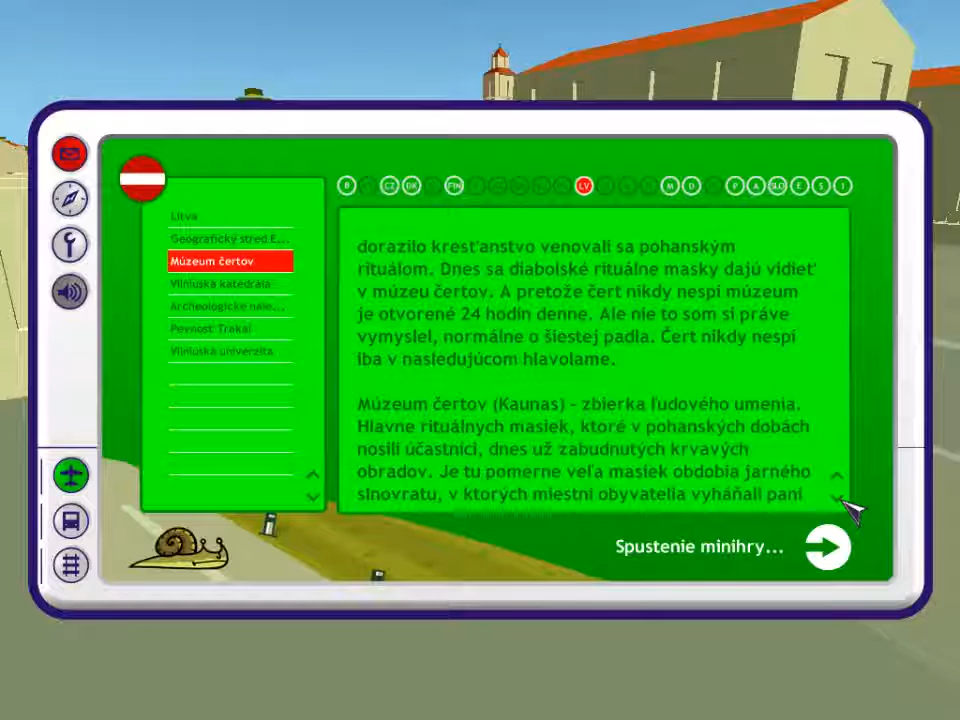 B
CZ
DK
FIN
LV
M
D
P
A
SLO
E
S
I
Litva
Geografický stred E...
Múzeum čertov
Vilniuská katedrála
Archeologické nále...
Pevnosť Trakai
Vilniuská univerzita
dorazilo kresťanstvo venovali sa pohanským
rituálom. Dnes sa diabolské rituálne masky dajú vidieť
v múzeu čertov. A pretože čert nikdy nespí múzeum
je otvorené 24 hodín denne. Ale nie to som si práve
vymyslel, normálne o šiestej padla. Čert nikdy nespí
iba v nasledujúcom hlavolame.
Múzeum čertov (Kaunas) - zbierka ľudového umenia.
Hlavne rituálnych masiek, ktoré v pohanských dobách
nosili účastníci, dnes už zabudnutých krvavých
obradov. Je tu pomerne veľa masiek obdobia jarného
slnovratu, v ktorých miestni obyvatelia vyháňali pani
Spustenie minihry...